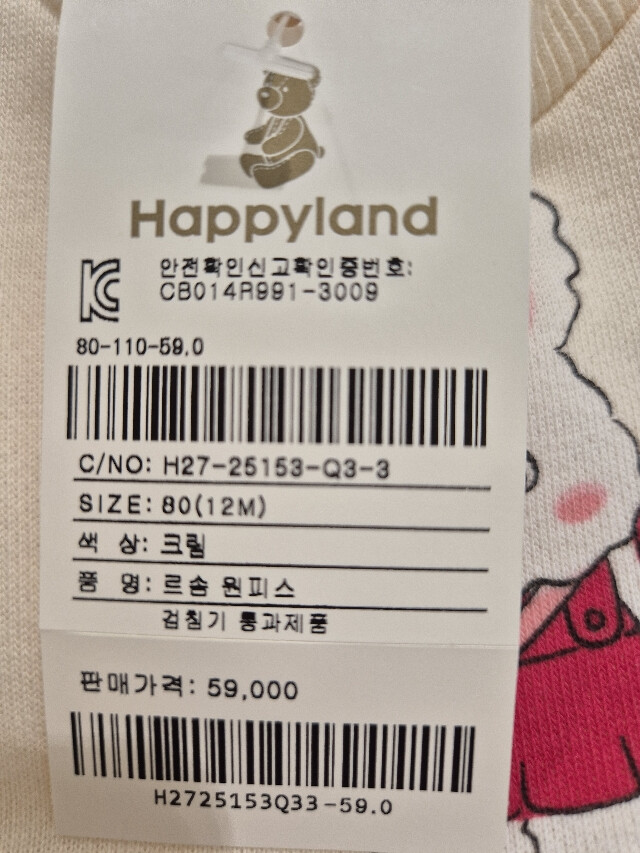 Happyland
안전확인신고확인증번호:
CB014R991-3009
80-110-59.0
C/NO: H27-25153-Q3-3
SIZE: 80(12M)
색 상: 크림
품 명: 르솜 원피스
검침기 통과제품
판매가격: 59,000
H2725153Q33-59.0